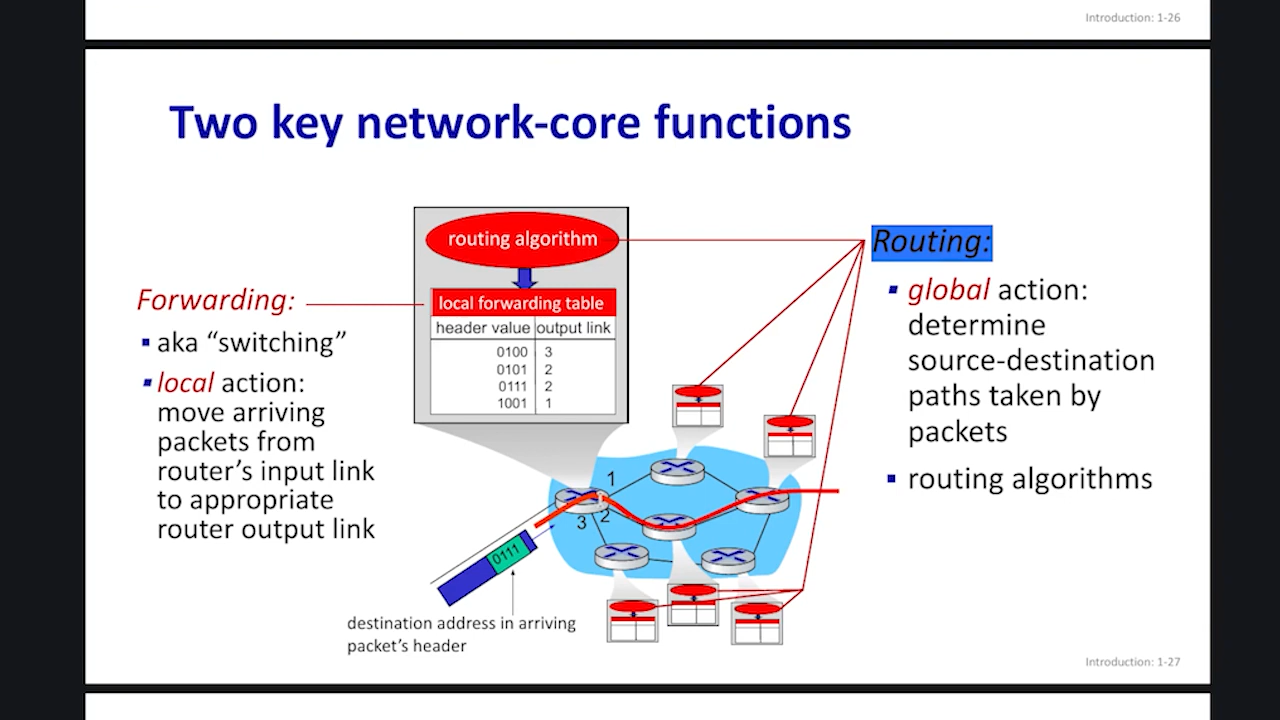 Introduction: 1-26
Two key network-core functions
routing algorithm
local forwarding table
header value output link
0100 3
0101 2
0111 2
1001 1
Forwarding:
aka “switching”
local action:
move arriving
packets from
router’s input link
to appropriate
router output link
Routing:
global action:
determine
source-destination
paths taken by
packets
routing algorithms
1
2
3
0111
destination address in arriving
packet’s header
Introduction: 1-27